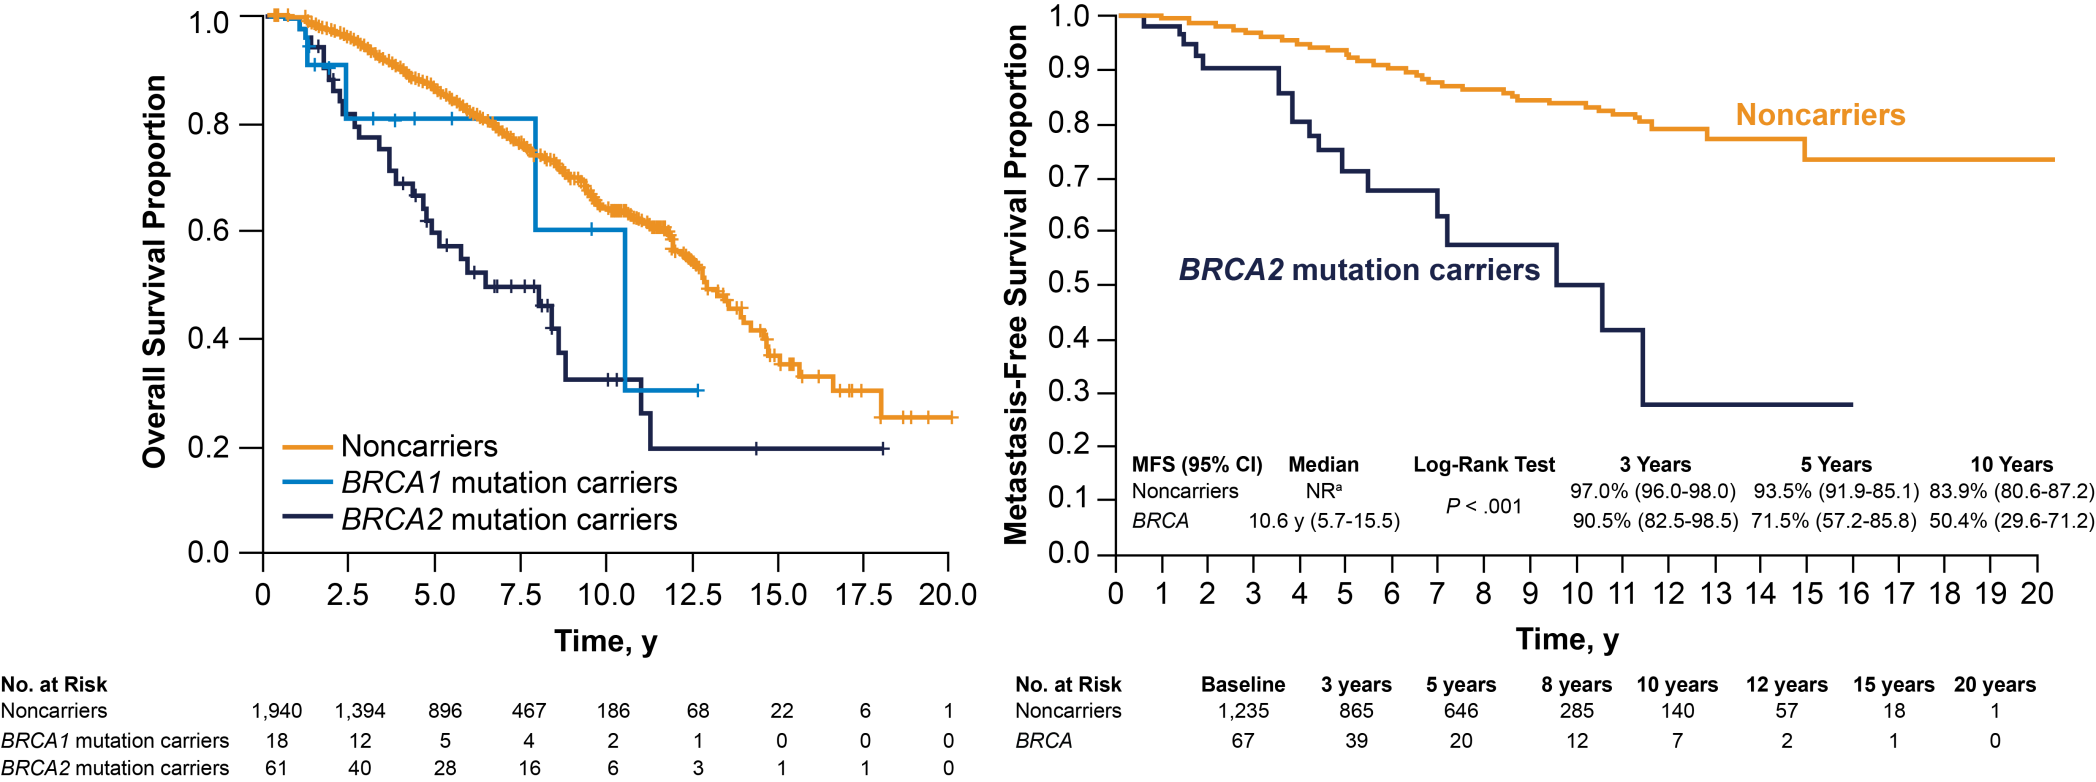 Overall Survival Proportion
1.0
0.8
0.6
0.4
0.2
0.0
Noncarriers
BRCA1 mutation carriers
BRCA2 mutation carriers
0 2.5 5.0 7.5 10.0 12.5 15.0 17.5 20.0
Time, y
No. at Risk
Noncarriers 1,940 1,394 896 467 186 68 22 6 1
BRCA1 mutation carriers 18 12 5 4 2 1 0 0 0
BRCA2 mutation carriers 61 40 28 16 6 3 1 1 0
Metastasis-Free Survival Proportion
1.0
0.9
0.8
0.7
0.6
0.5
0.4
0.3
0.2
0.1
0.0
Noncarriers
BRCA2 mutation carriers
MFS (95% CI) Median Log-Rank Test 3 Years 5 Years 10 Years
Noncarriers NRa 97.0% (96.0-98.0) 93.5% (91.9-85.1) 83.9% (80.6-87.2)
P < .001
BRCA 10.6 y (5.7-15.5) 90.5% (82.5-98.5) 71.5% (57.2-85.8) 50.4% (29.6-71.2)
0 1 2 3 4 5 6 7 8 9 10 11 12 13 14 15 16 17 18 19 20
Time, y
No. at Risk Baseline 3 years 5 years 8 years 10 years 12 years 15 years 20 years
Noncarriers 1,235 865 646 285 140 57 18 1
BRCA 67 39 20 12 7 2 1 0